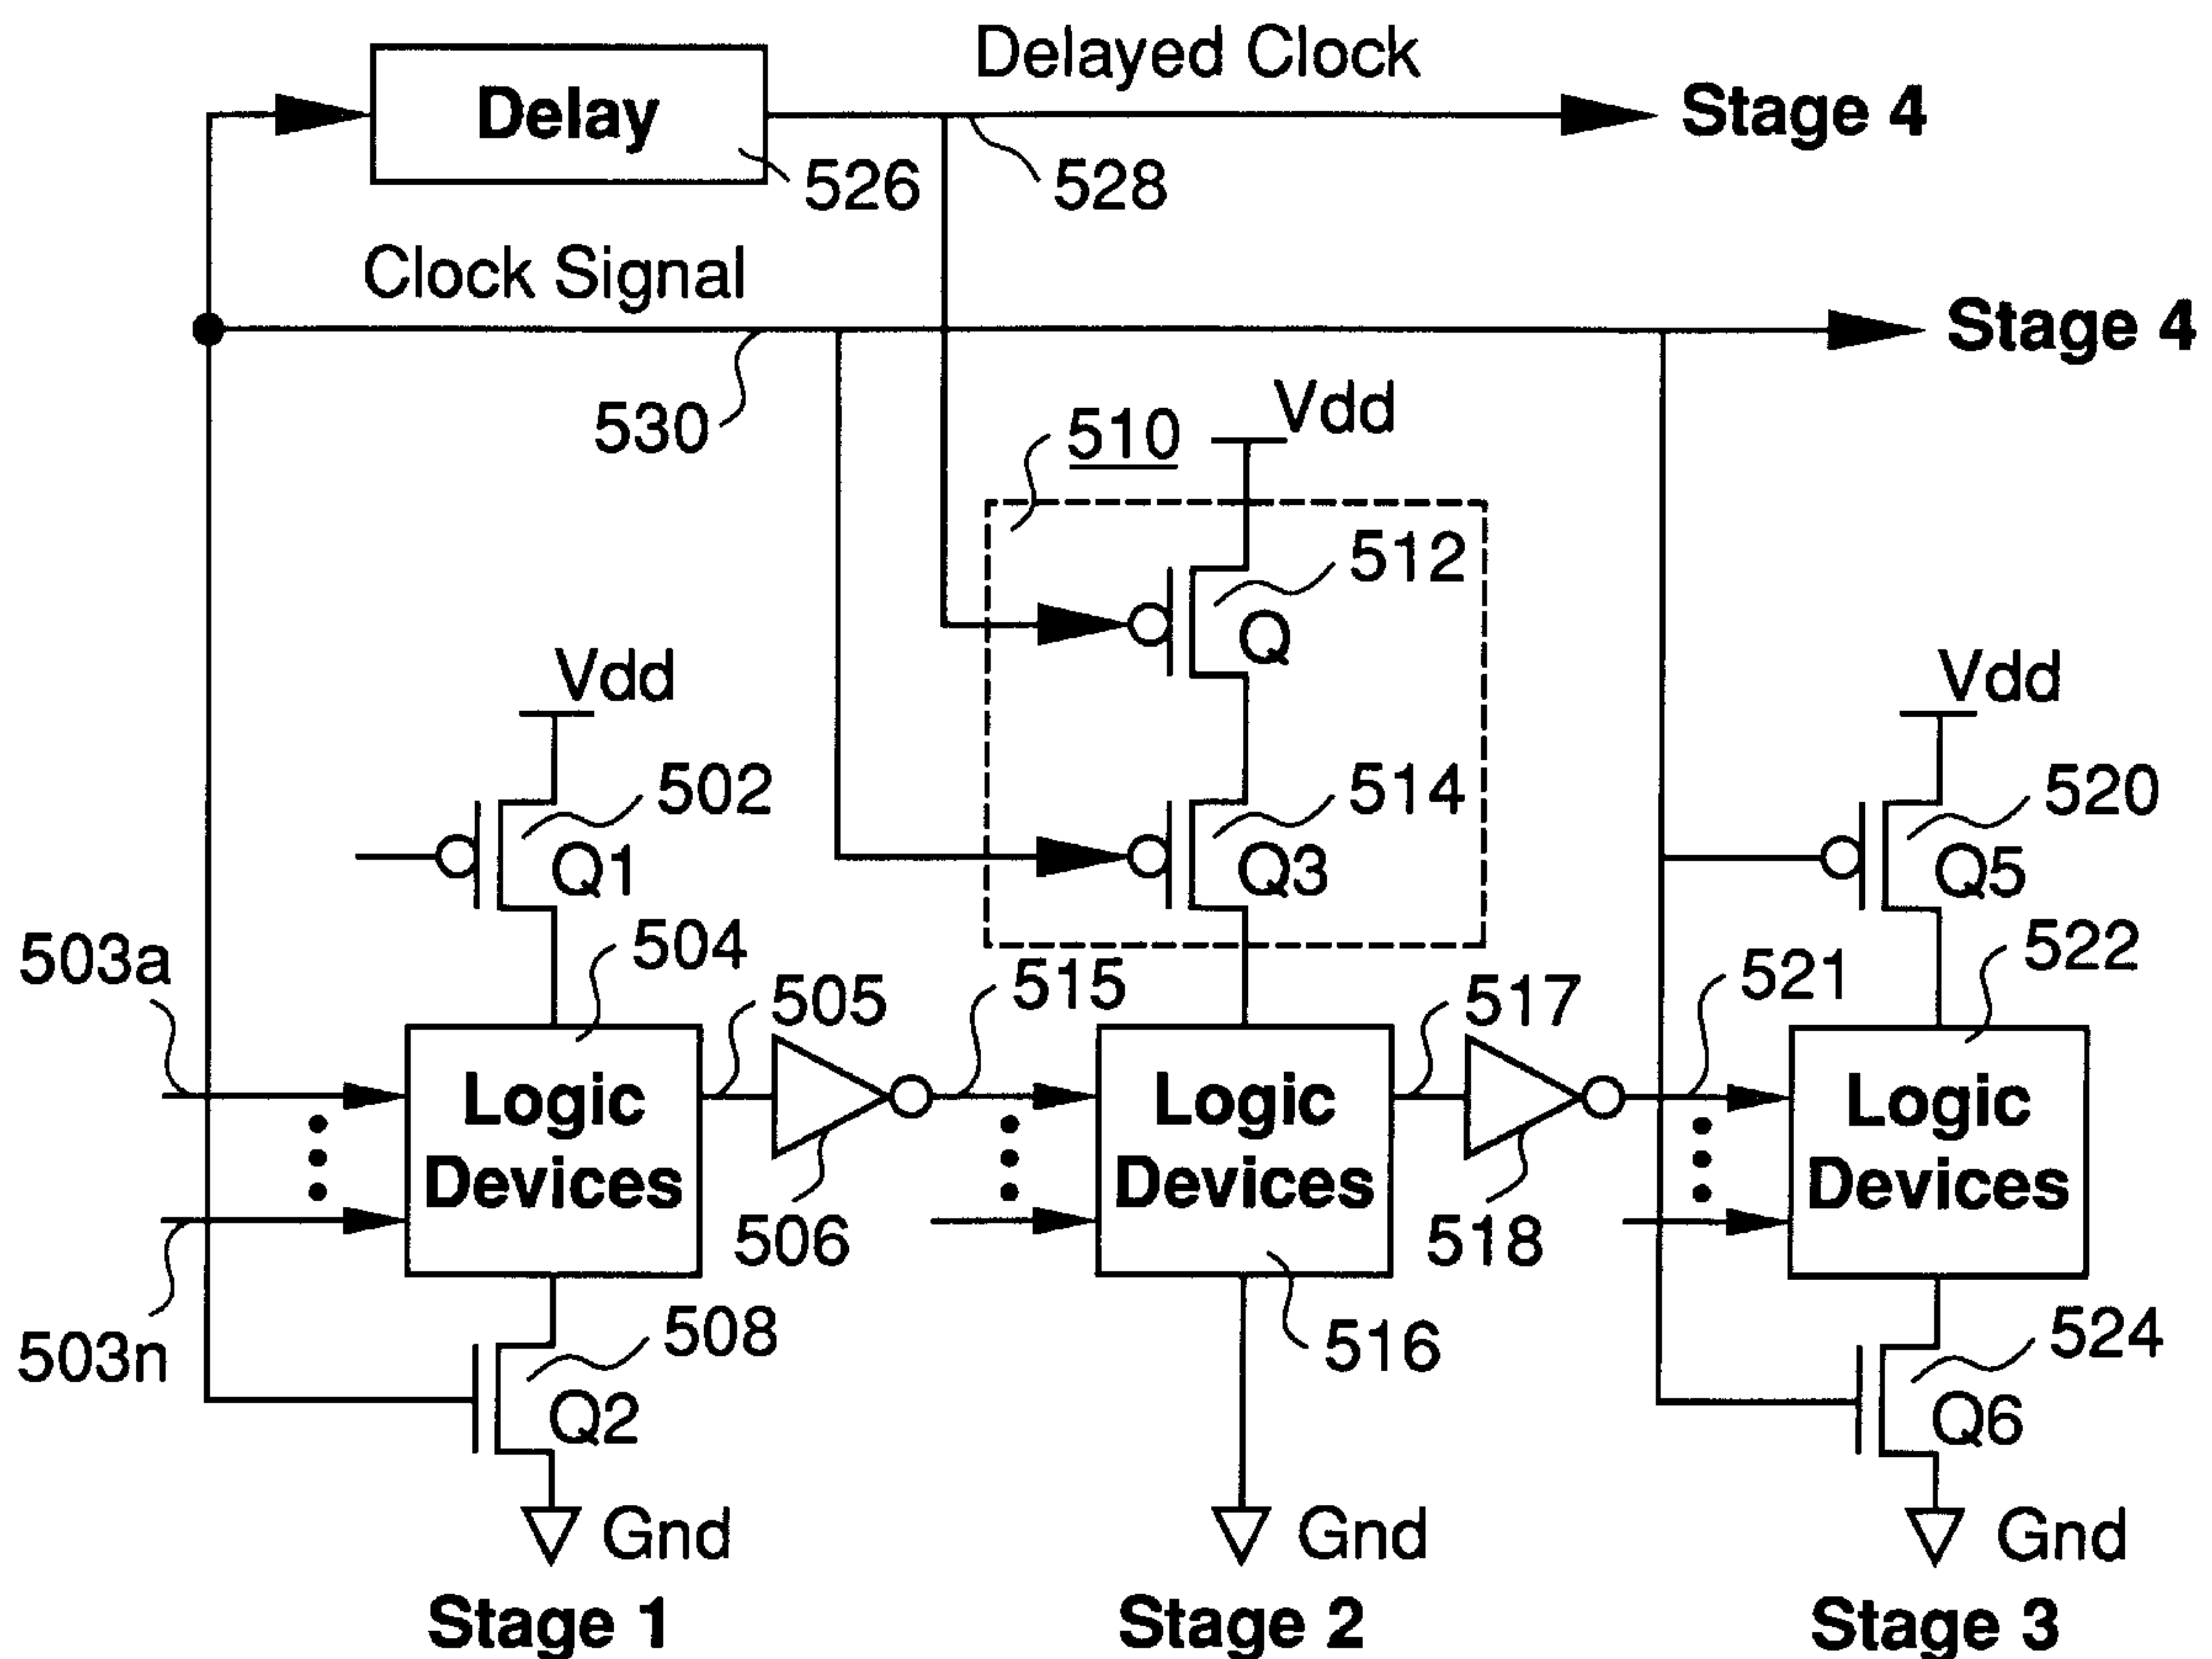 Delayed Clock
Delay
Stage 4
526
528
Clock Signal
Stage 4
530
510
Vdd
512
Q
Vdd
Vdd
502
514
520
Q1
Q3
Q5
503a
504
505
515
517
521
522
Logic
Devices
Logic
Devices
Logic
Devices
506
518
503n
508
516
524
Q2
Q6
Gnd
Gnd
Gnd
Stage 1
Stage 2
Stage 3